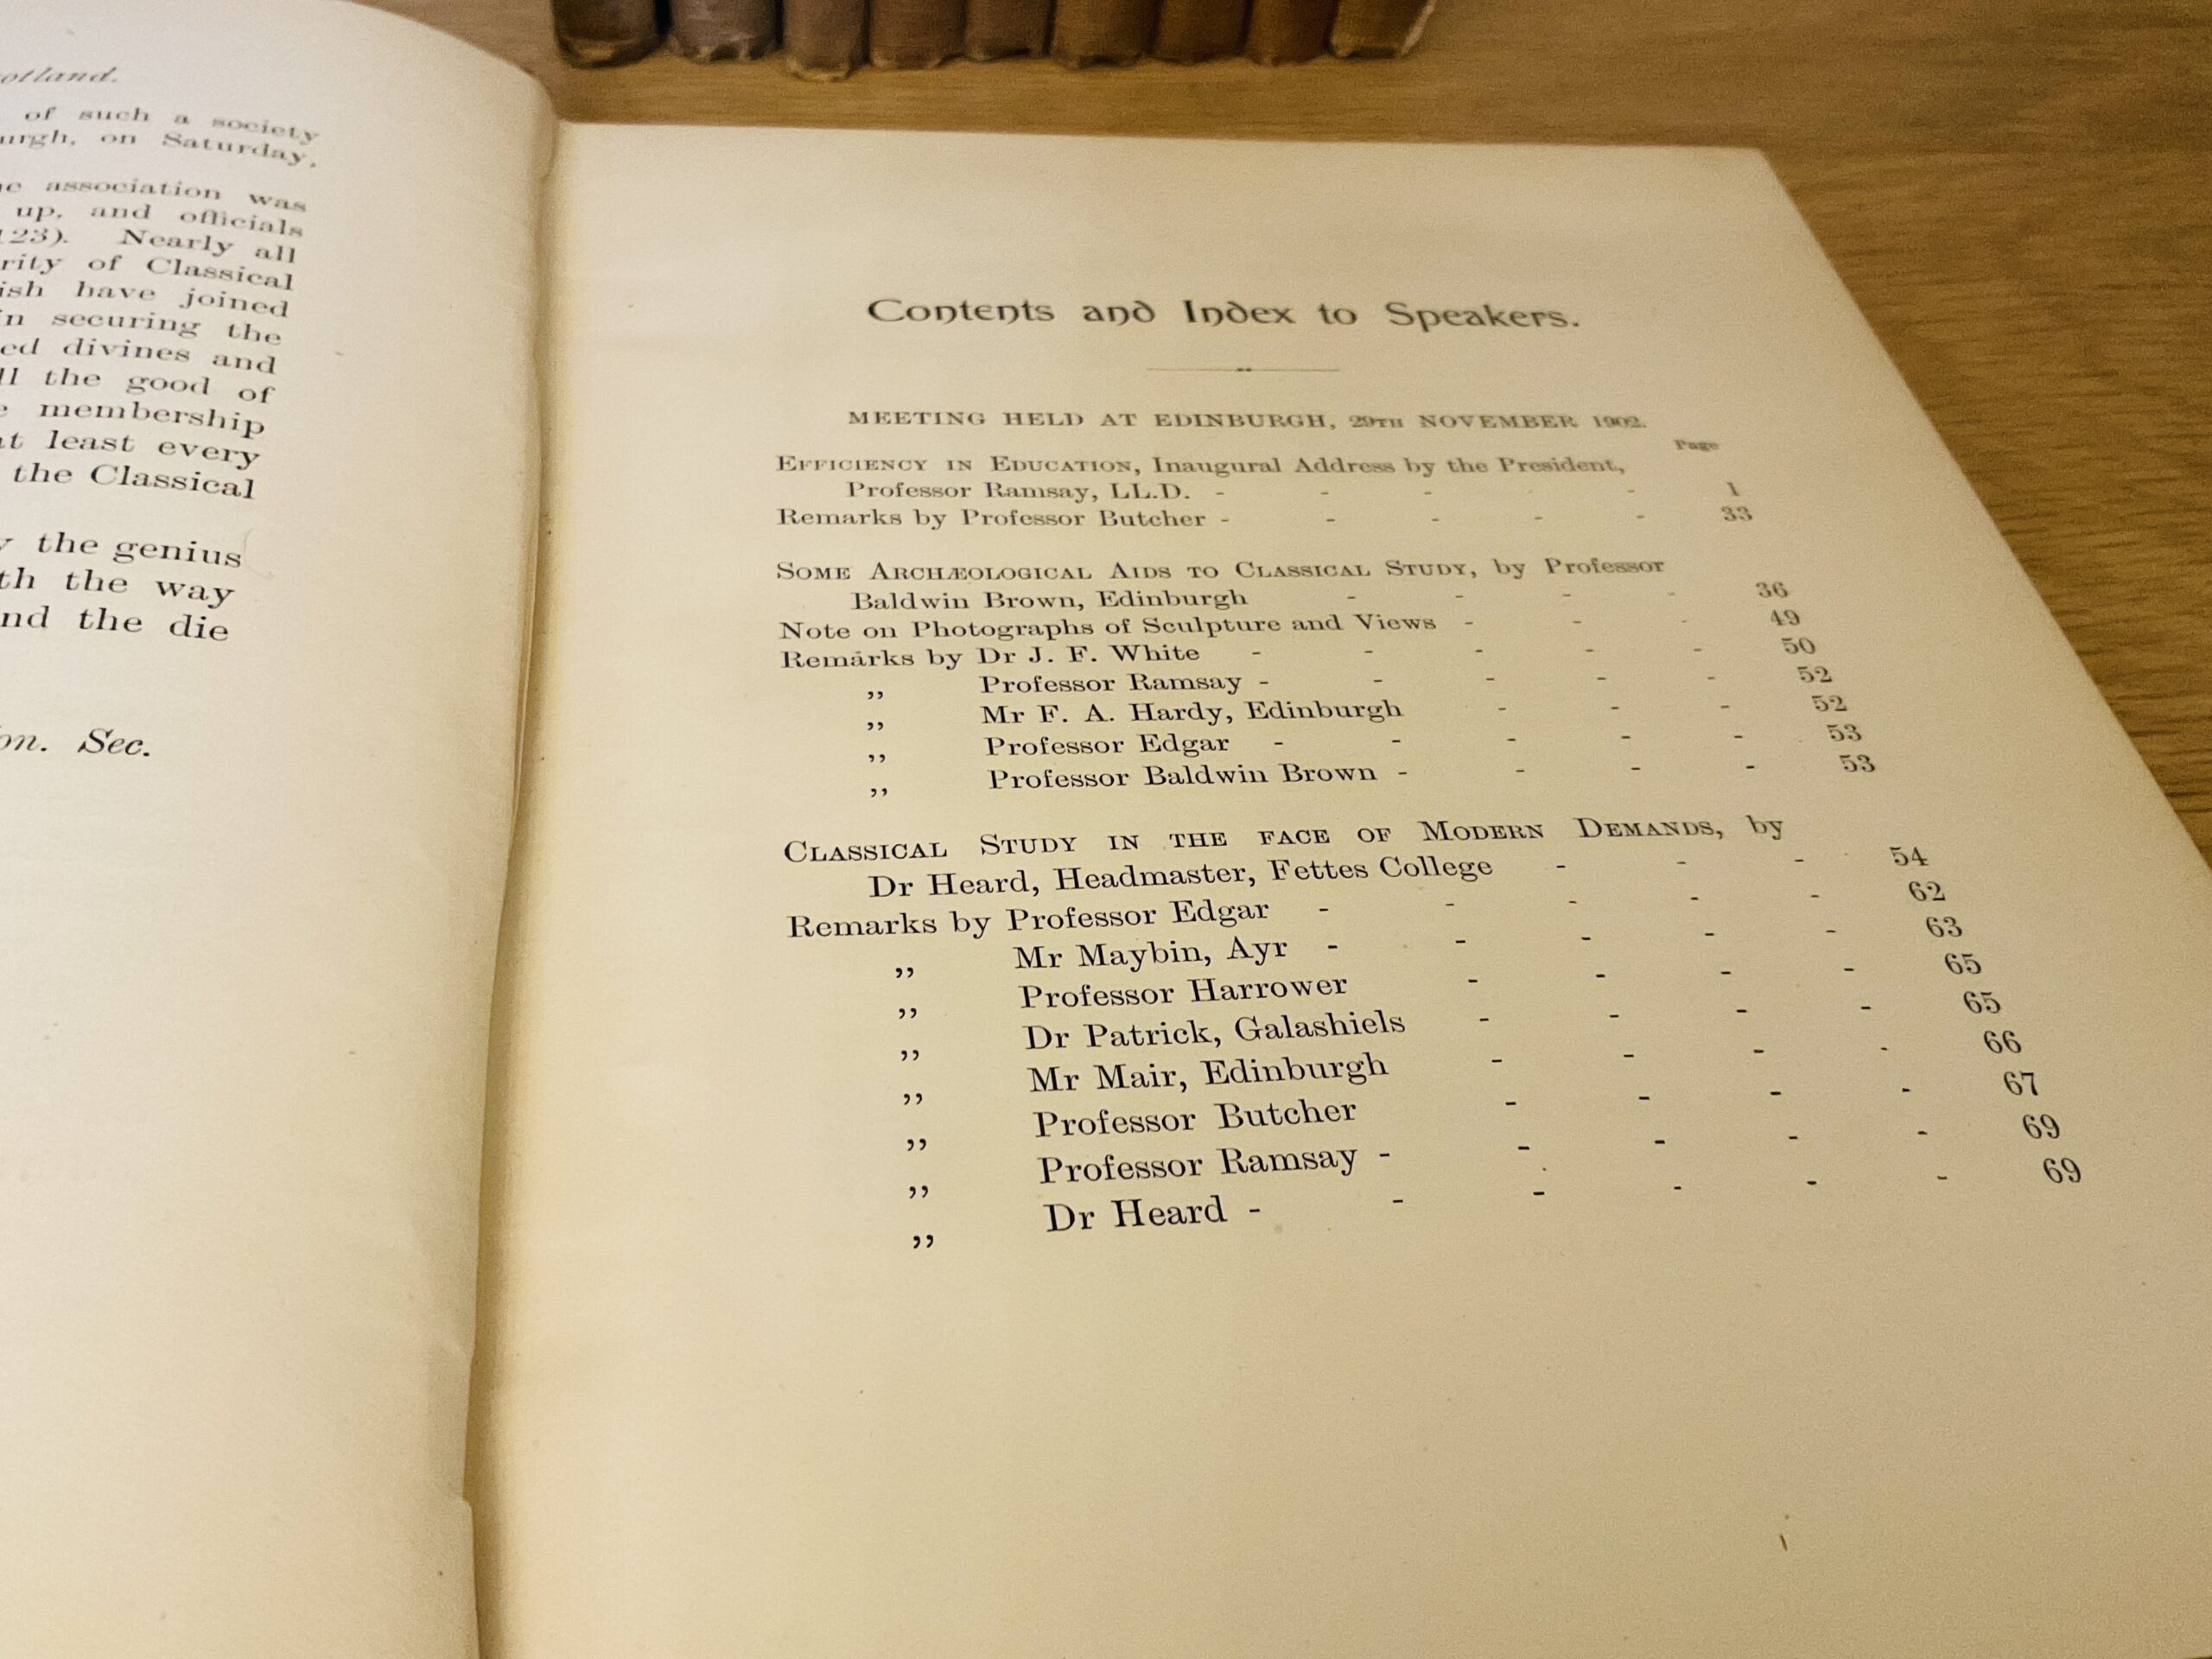 otland.
of such a society
urgh, on Saturday,
association was
up, and officials
123). Nearly all
rity of Classical
ish have joined
in securing the
ed divines and
ll the good of
membership
at least every
the Classical
y the genius
th the way
nd the die
on. Sec.
Contents and Index to Speakers.
MEETING HELD AT EDINBURGH, 29TH NOVEMBER 1902.
Page
EFFICIENCY IN EDUCATION, Inaugural Address by the President,
Professor Ramsay, LL.D. - - - - - 1
Remarks by Professor Butcher - - - - - 33
SOME ARCHÆOLOGICAL AIDS TO CLASSICAL STUDY, by Professor
Baldwin Brown, Edinburgh - - - - 36
Note on Photographs of Sculpture and Views - - - 49
Remarks by Dr J. F. White - - - - - 50
,, Professor Ramsay - - - - - 52
,, Mr F. A. Hardy, Edinburgh - - - 52
,, Professor Edgar - - - - - 53
,, Professor Baldwin Brown - - - - 53
CLASSICAL STUDY IN THE FACE OF MODERN DEMANDS, by
Dr Heard, Headmaster, Fettes College - - - 54
Remarks by Professor Edgar - - - - - 62
,, Mr Maybin, Ayr - - - - - 63
,, Professor Harrower - - - - 65
,, Dr Patrick, Galashiels - - - - 65
,, Mr Mair, Edinburgh - - - - 66
,, Professor Butcher - - - - 67
,, Professor Ramsay - - - - - 69
,, Dr Heard - - - - - - 69